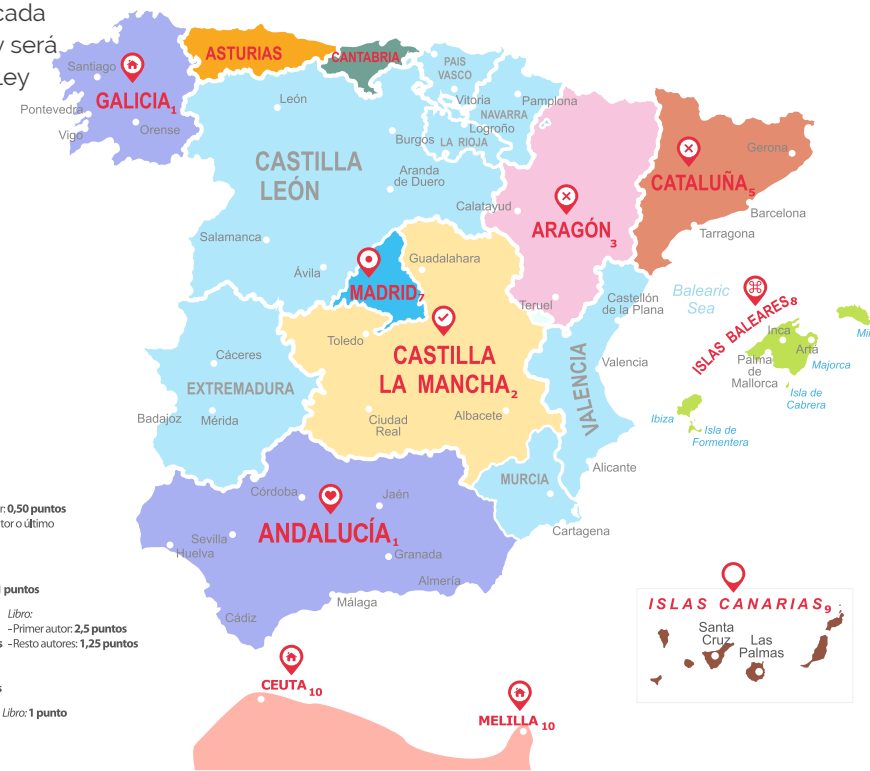 cada
y será
ley
ASTURIAS
CANTABRIA
PAIS
VASCO
Santiago
GALICIA1
Pontevedra
Vigo
Orense
León
Vitoria
Pamplona
NAVARRA
Logroño
LA RIOJA
Burgos
CASTILLA
LEÓN
Aranda
de Duero
Calatayud
Gerona
CATALUÑA5
Barcelona
Tarragona
ARAGÓN3
Salamanca
Ávila
Guadalahara
MADRID7
Teruel
Castellón
de la Plana
Balearic
Sea
ISLAS BALEARES8
Inca
Arta
Palma
de
Mallorca
Majorca
Isla de
Cabrera
Ibiza
Isla de
Formentera
Toledo
CASTILLA
LA MANCHA2
VALENCIA
Valencia
Cáceres
EXTREMADURA
Badajoz
Mérida
Ciudad
Real
Albacete
Alicante
MURCIA
Cartagena
Córdoba
Jaén
ANDALUCÍA1
Sevilla
Huelva
Granada
Almería
Málaga
Cádiz
r: 0,50 puntos
tor o último
puntos
Libro:
-Primer autor: 2,5 puntos
s -Resto autores: 1,25 puntos
s
Libro: 1 punto
CEUTA 10
MELILLA 10
ISLAS CANARIAS9
Santa
Cruz
Las
Palmas